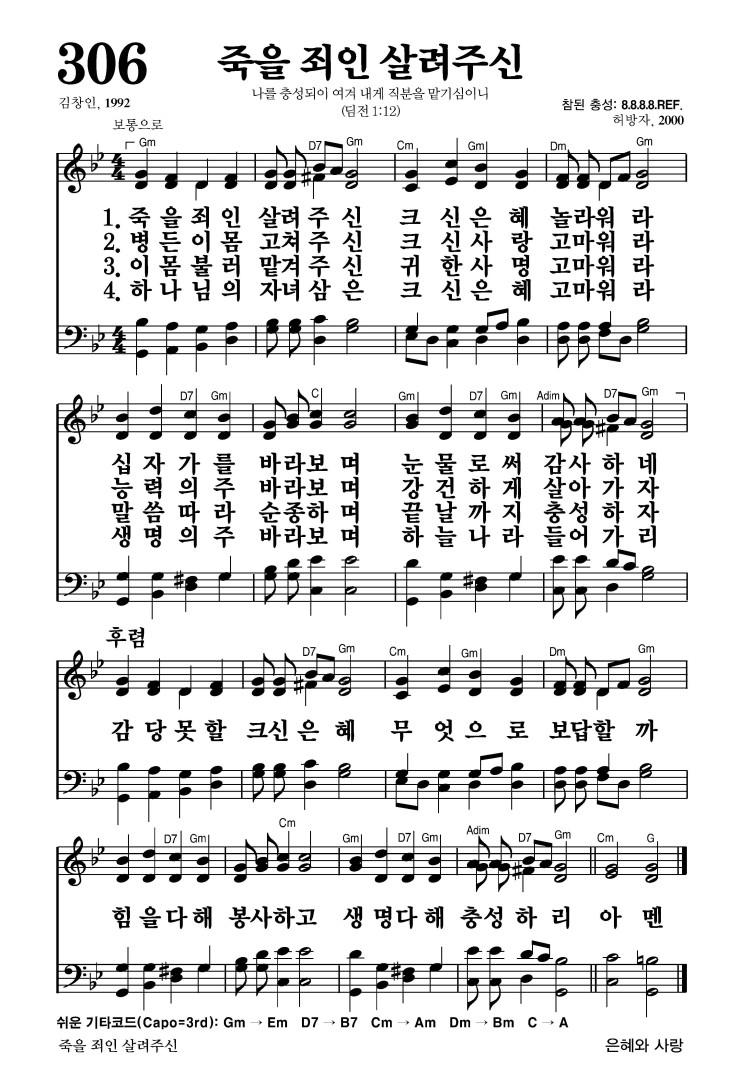 306
죽을 죄인 살려주신
나를 충성되이 여겨 내게 직분을 맡기심이니
(딤전 1:12)
김창인, 1992
참된 충성: 8.8.8.8.REF.
허방자, 2000
보통으로
Gm D7 Gm Cm Gm Dm Gm
1. 죽 을 죄 인 살려 주 신 크 신 은 혜 놀라워 라
2. 병 든 이 몸 고쳐 주 신 크 신 사 랑 고마워 라
3. 이 몸 불 러 맡겨 주 신 귀 한 사 명 고마워 라
4. 하 나 님 의 자녀 삼 은 크 신 은 혜 고마워 라
D7 Gm C Gm D7 Gm Adim D7 Gm
십 자 가 를 바라보 며 눈 물 로 써 감사 하 네
능 력 의 주 바라보 며 강 건 하 게 살아 가 자
말 씀 따 라 순종하 며 끝 날 까 지 충성 하 자
생 명 의 주 바라보 며 하 늘 나 라 들어 가 리
후렴
Gm D7 Gm Cm Gm Dm Gm
감 당 못 할 크신 은 혜 무 엇 으 로 보답할 까
D7 Gm Cm Gm D7 Gm Adim D7 Gm Cm G
힘 을 다 해 봉사하 고 생 명 다 해 충성 하 리 아 멘
쉬운 기타코드(Capo=3rd): Gm → Em D7 → B7 Cm → Am Dm → Bm C → A
죽을 죄인 살려주신
은혜와 사랑